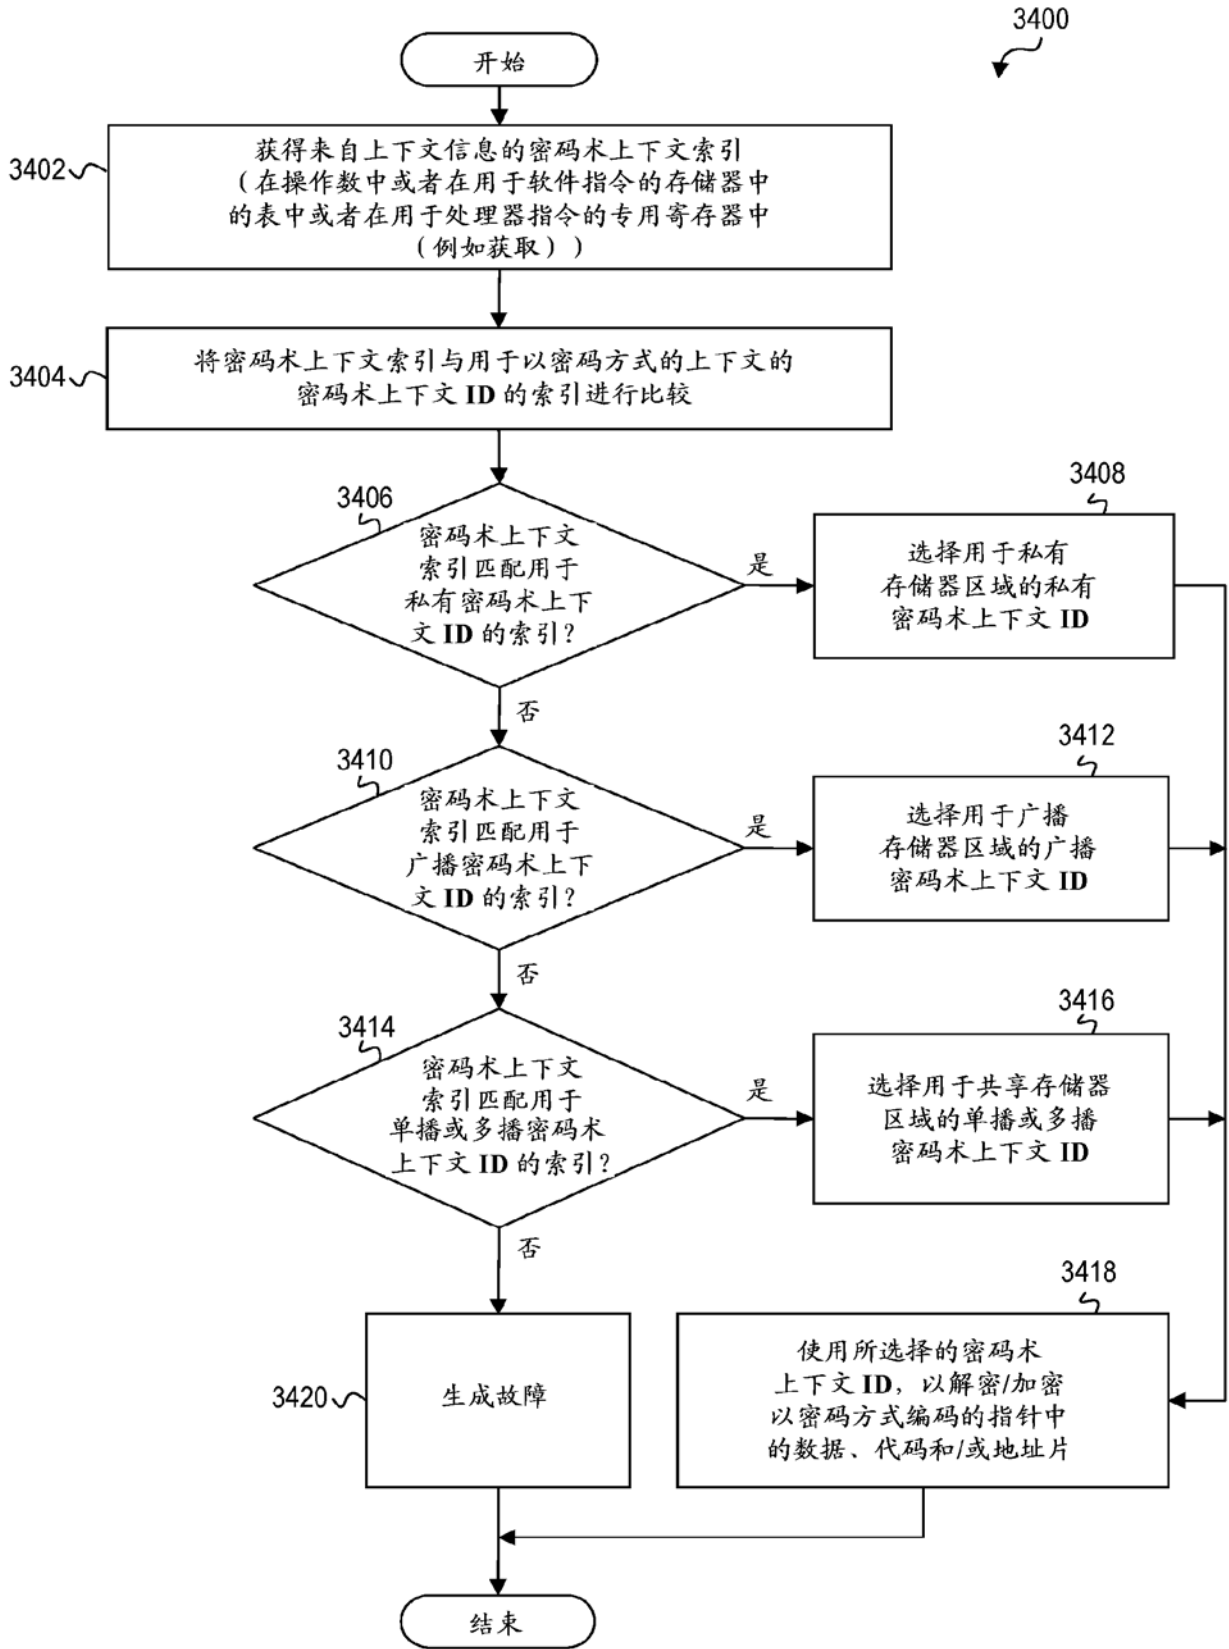 3400
开始
3402
获得来自上下文信息的密码术上下文索引
（在操作数中或者在用于软件指令的存储器中
的表中或者在用于处理器指令的专用寄存器中
（例如获取））
3404
将密码术上下文索引与用于以密码方式的上下文的
密码术上下文 ID 的索引进行比较
3406
密码术上下文
索引匹配用于
私有密码术上下
文 ID 的索引?
是
否
3408
选择用于私有
存储器区域的私有
密码术上下文 ID
3410
密码术上下文
索引匹配用于
广播密码术上下
文 ID 的索引?
是
否
3412
选择用于广播
存储器区域的广播
密码术上下文 ID
3414
密码术上下文
索引匹配用于
单播或多播密码术
上下文 ID 的索引?
是
否
3416
选择用于共享存储器
区域的单播或多播
密码术上下文 ID
3418
使用所选择的密码术
上下文 ID，以解密/加密
以密码方式编码的指针中
的数据、代码和/或地址片
3420
生成故障
结束